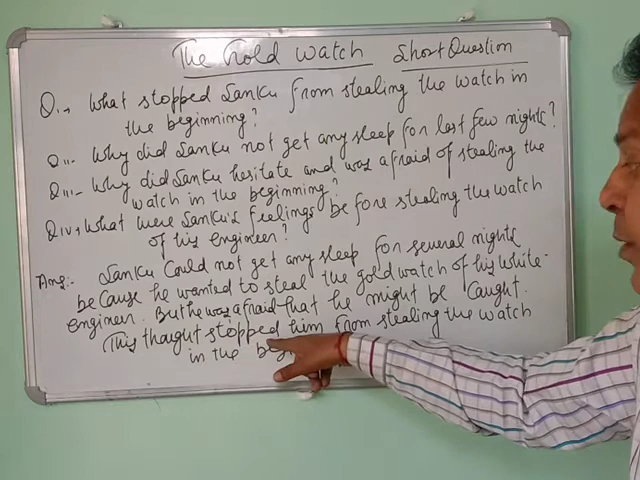 The Gold Watch Short Question
Q i., What stopped Sanku from stealing the watch in
the beginning?
Q ii.- Why did Sanku not get any sleep for last few nights?
Q iii.- Why did Sanku hesitate and was afraid of stealing the
watch in the beginning?
Q iv, What were Sanku's feelings before stealing the watch
of his engineer?
Ans:- Sanku Could not get any sleep for several nights
because he wanted to steal the gold watch of his white-
engineer. But he was afraid that he might be Caught.
This thought stopped him from stealing the watch
in the